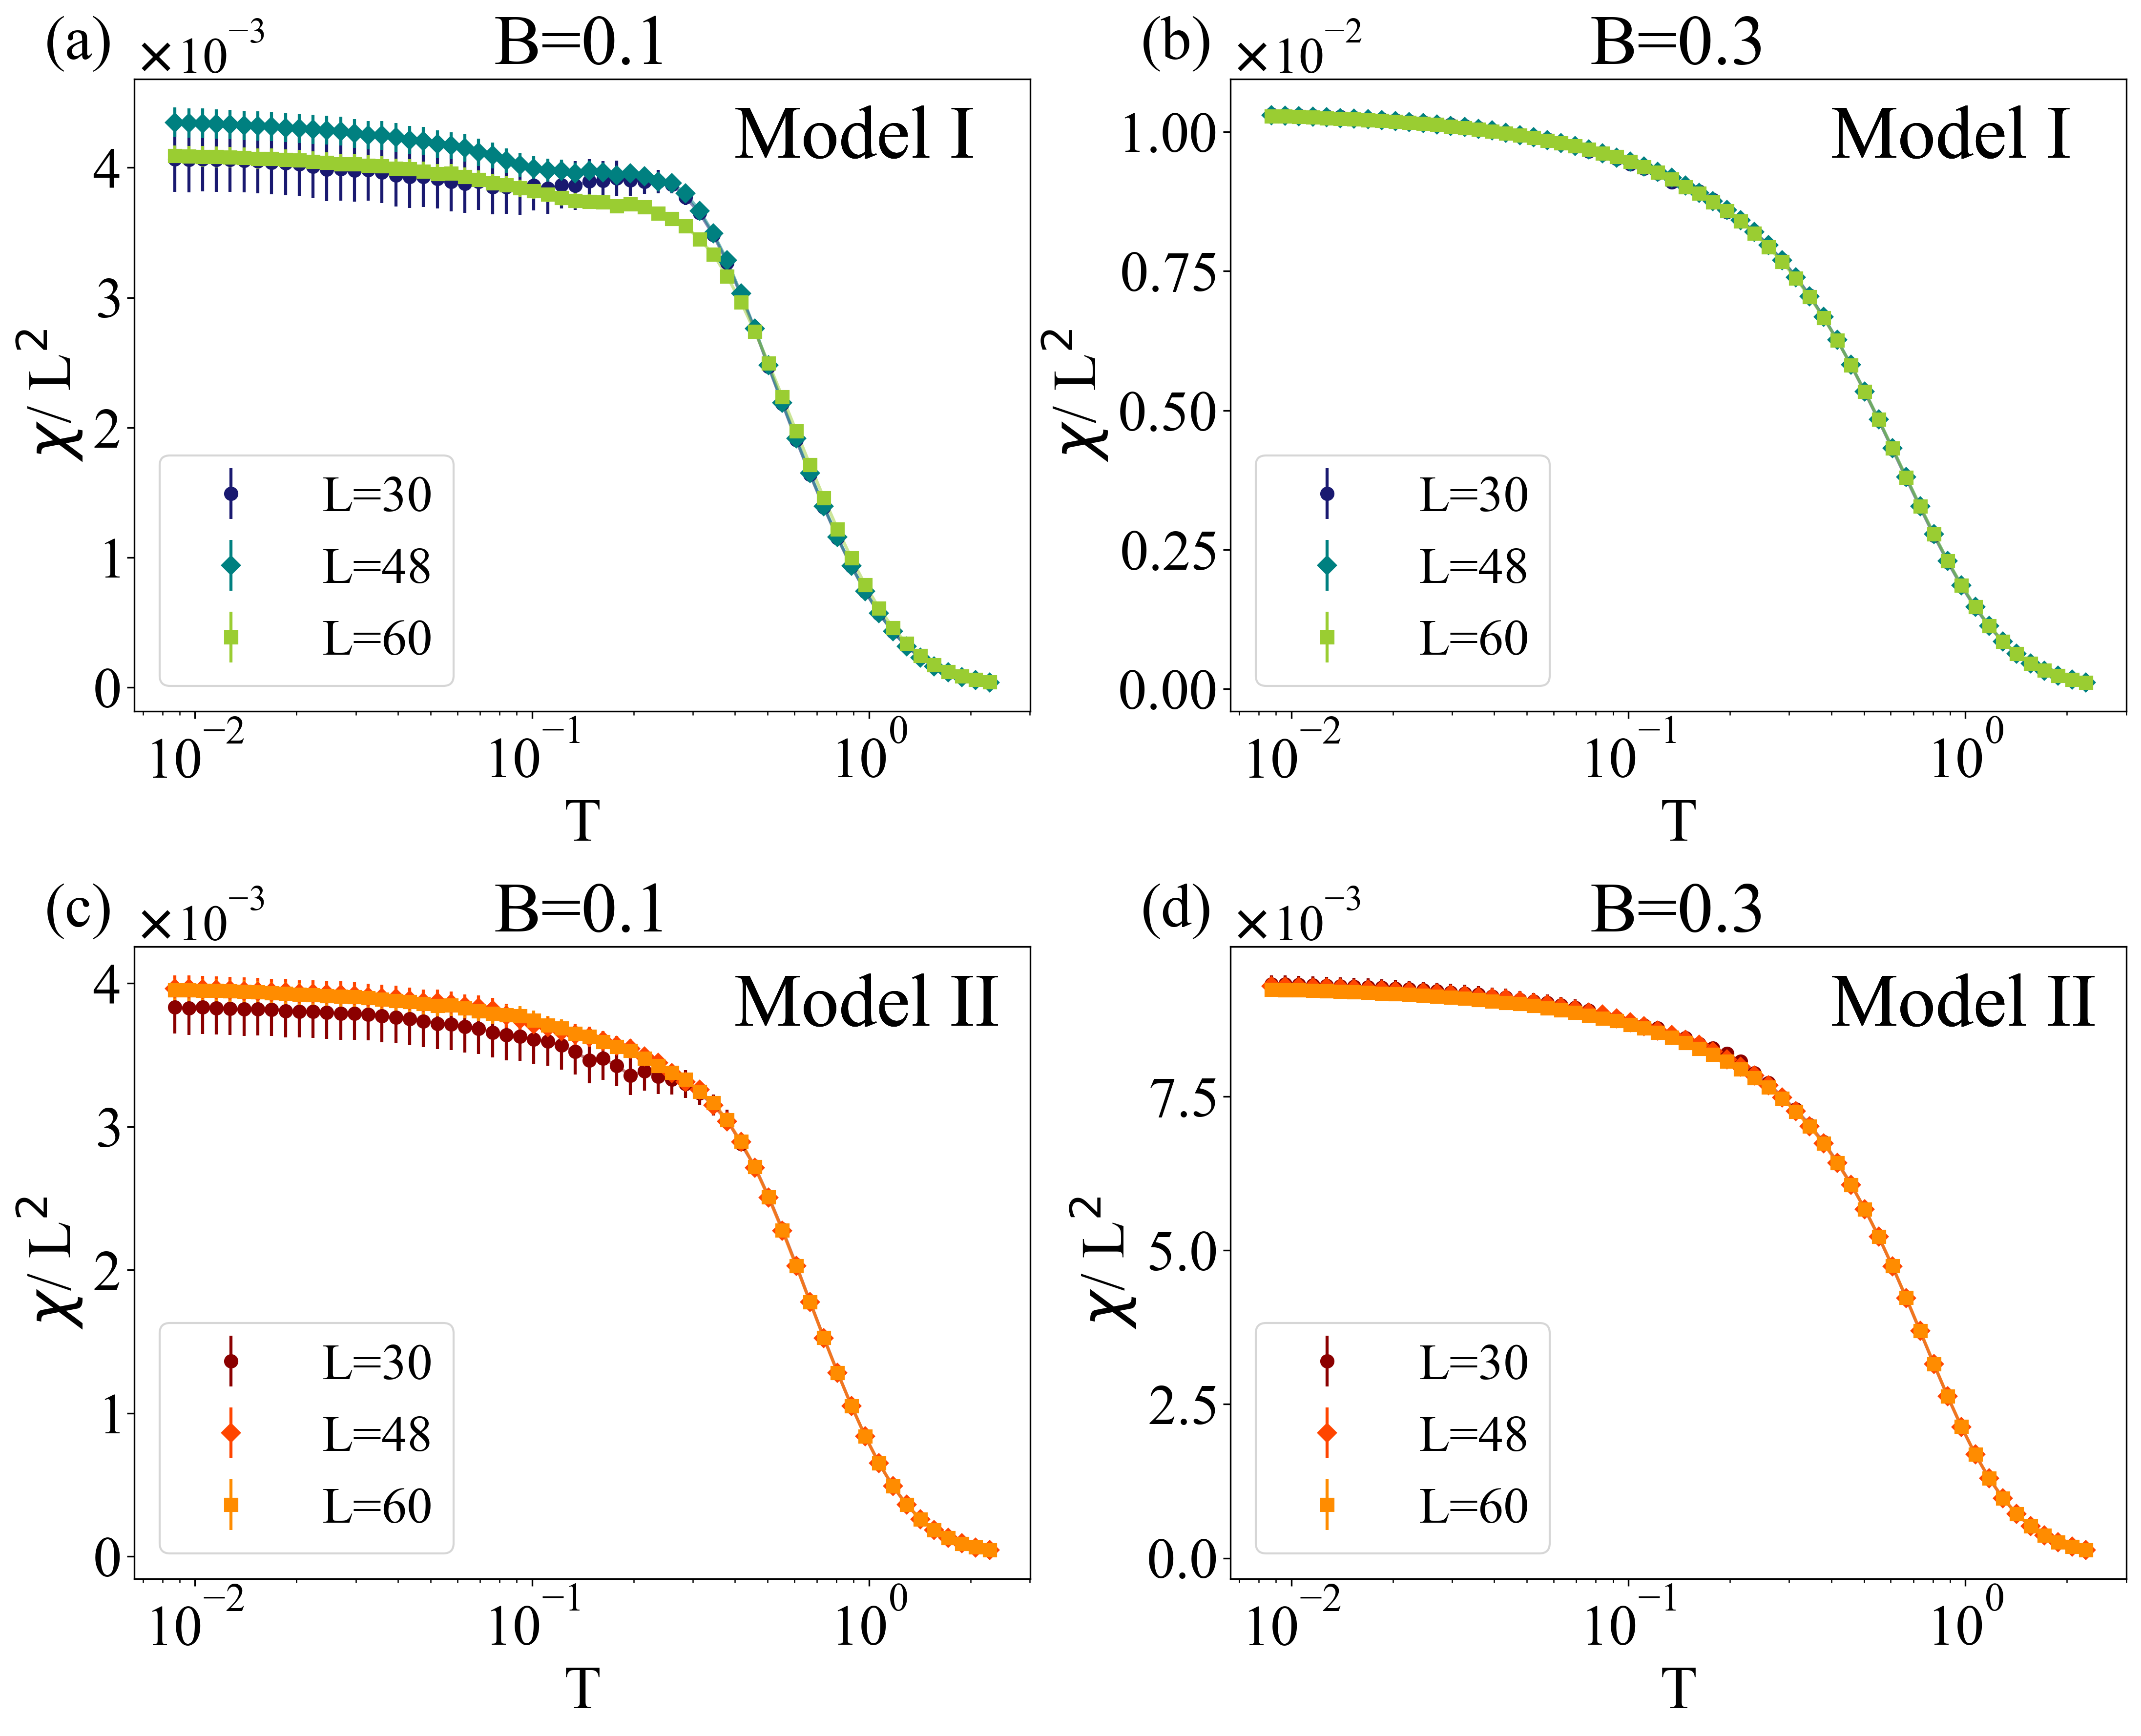 (a) ×10⁻³ B=0.1
Model I
χ/ L²
4
3
2
1
0
L=30
L=48
L=60
10⁻² 10⁻¹ 10⁰
T
(b) ×10⁻² B=0.3
Model I
χ/ L²
1.00
0.75
0.50
0.25
0.00
L=30
L=48
L=60
10⁻² 10⁻¹ 10⁰
T
(c) ×10⁻³ B=0.1
Model II
χ/ L²
4
3
2
1
0
L=30
L=48
L=60
10⁻² 10⁻¹ 10⁰
T
(d) ×10⁻³ B=0.3
Model II
χ/ L²
7.5
5.0
2.5
0.0
L=30
L=48
L=60
10⁻² 10⁻¹ 10⁰
T